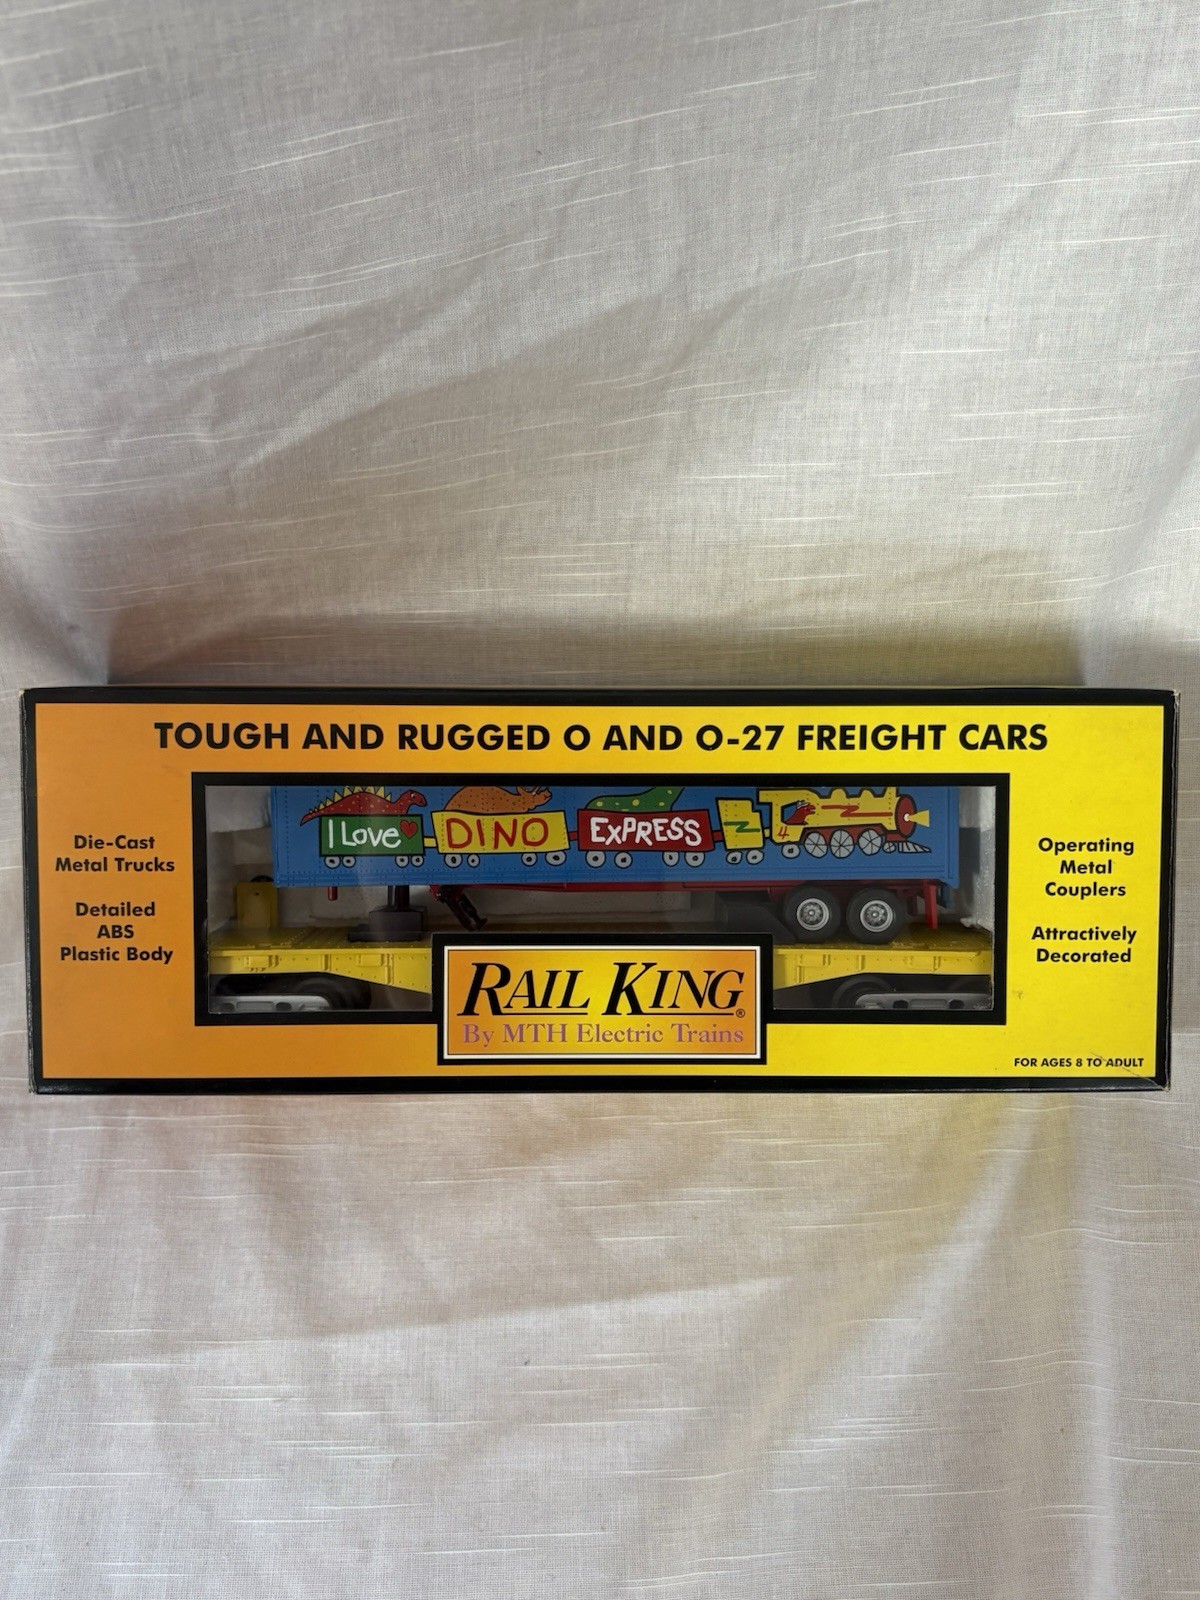 TOUGH AND RUGGED O AND O-27 FREIGHT CARS
Die-Cast
Metal Trucks
Detailed
ABS
Plastic Body
I Love DINO EXPRESS 4
Operating
Metal
Couplers
Attractively
Decorated
RAIL KING®
By MTH Electric Trains
FOR AGES 8 TO ADULT